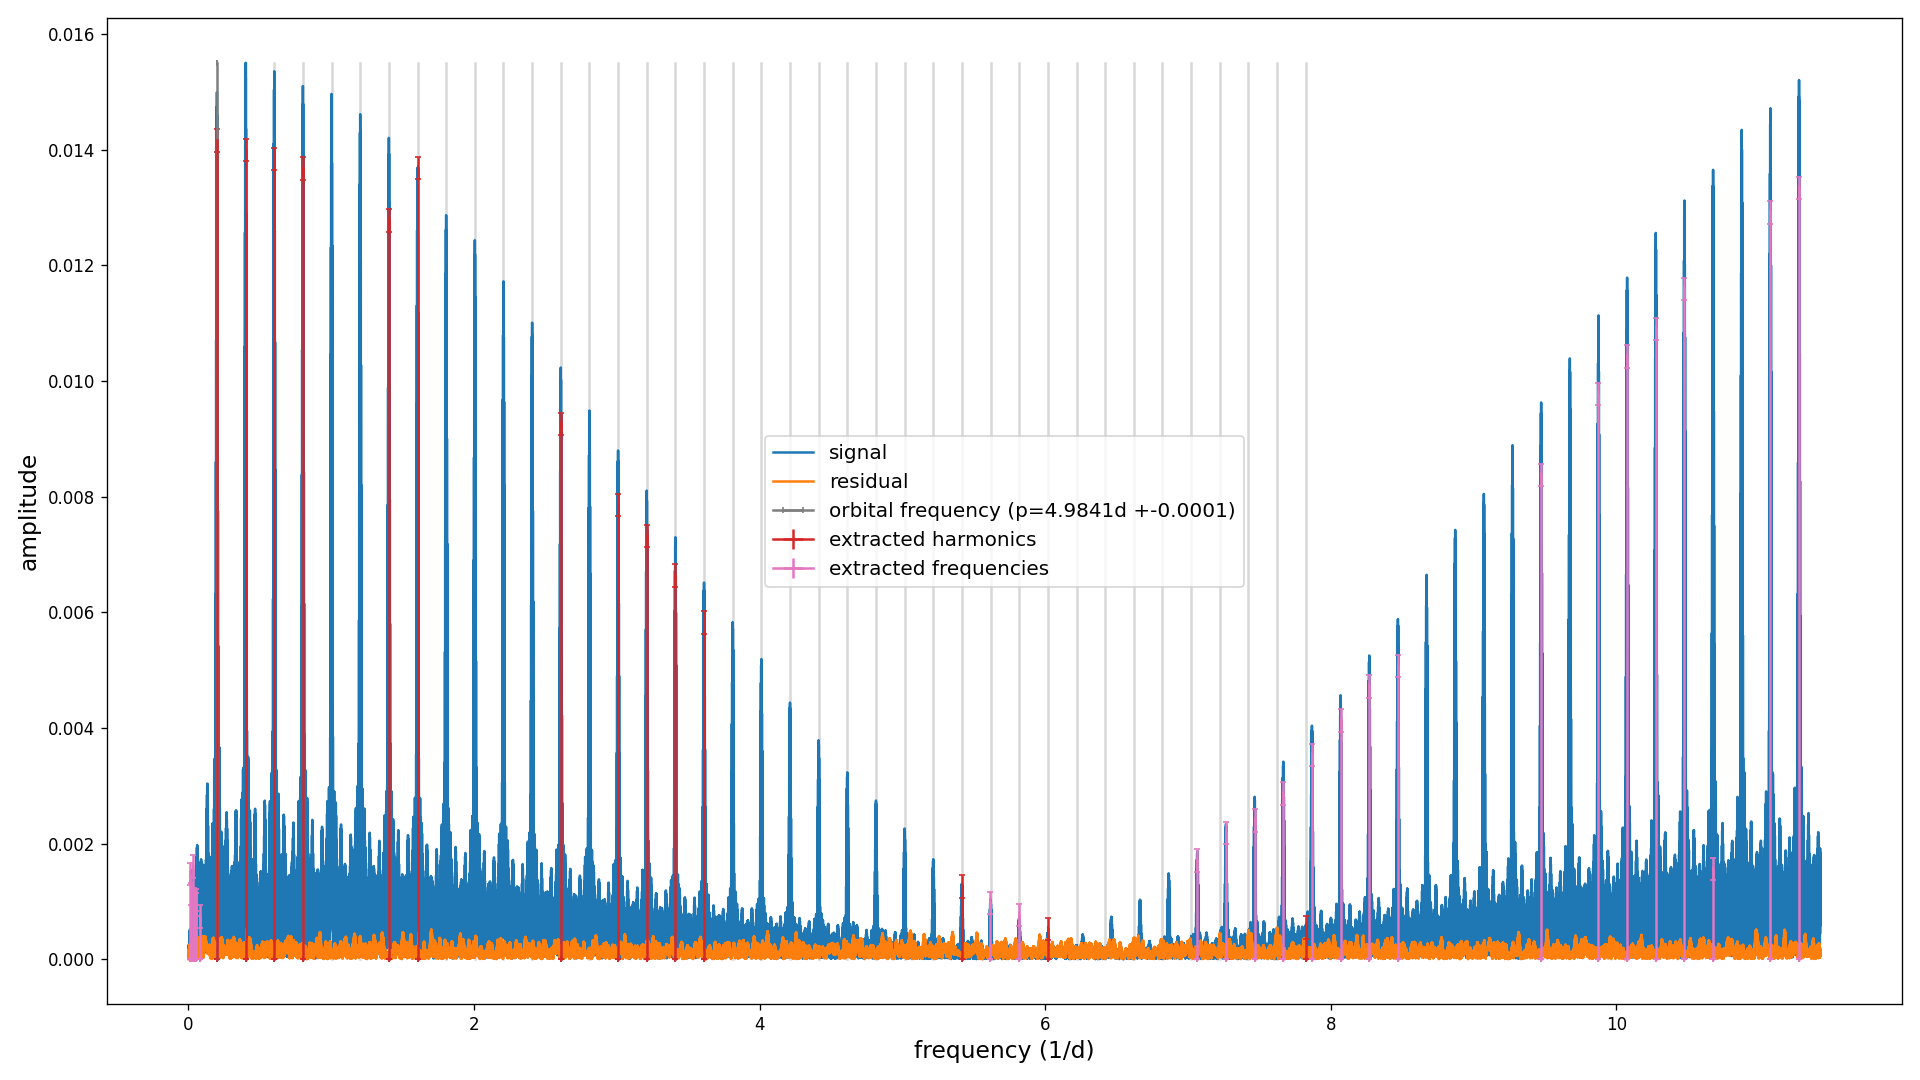 0.016
0.014
0.012
0.010
0.008
0.006
0.004
0.002
0.000
amplitude
signal
residual
orbital frequency (p=4.9841d +-0.0001)
extracted harmonics
extracted frequencies
0 2 4 6 8 10
frequency (1/d)